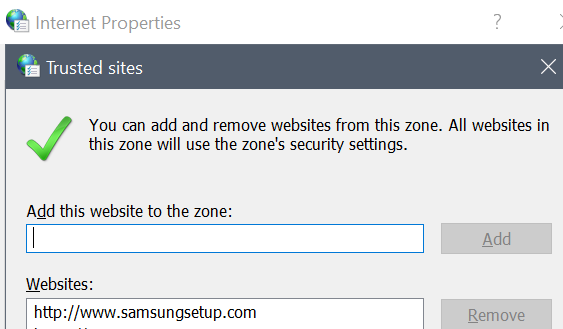 Internet Properties
?
Trusted sites
You can add and remove websites from this zone. All websites in
this zone will use the zone's security settings.
Add this website to the zone:
Add
Websites:
http://www.samsungsetup.com
Remove